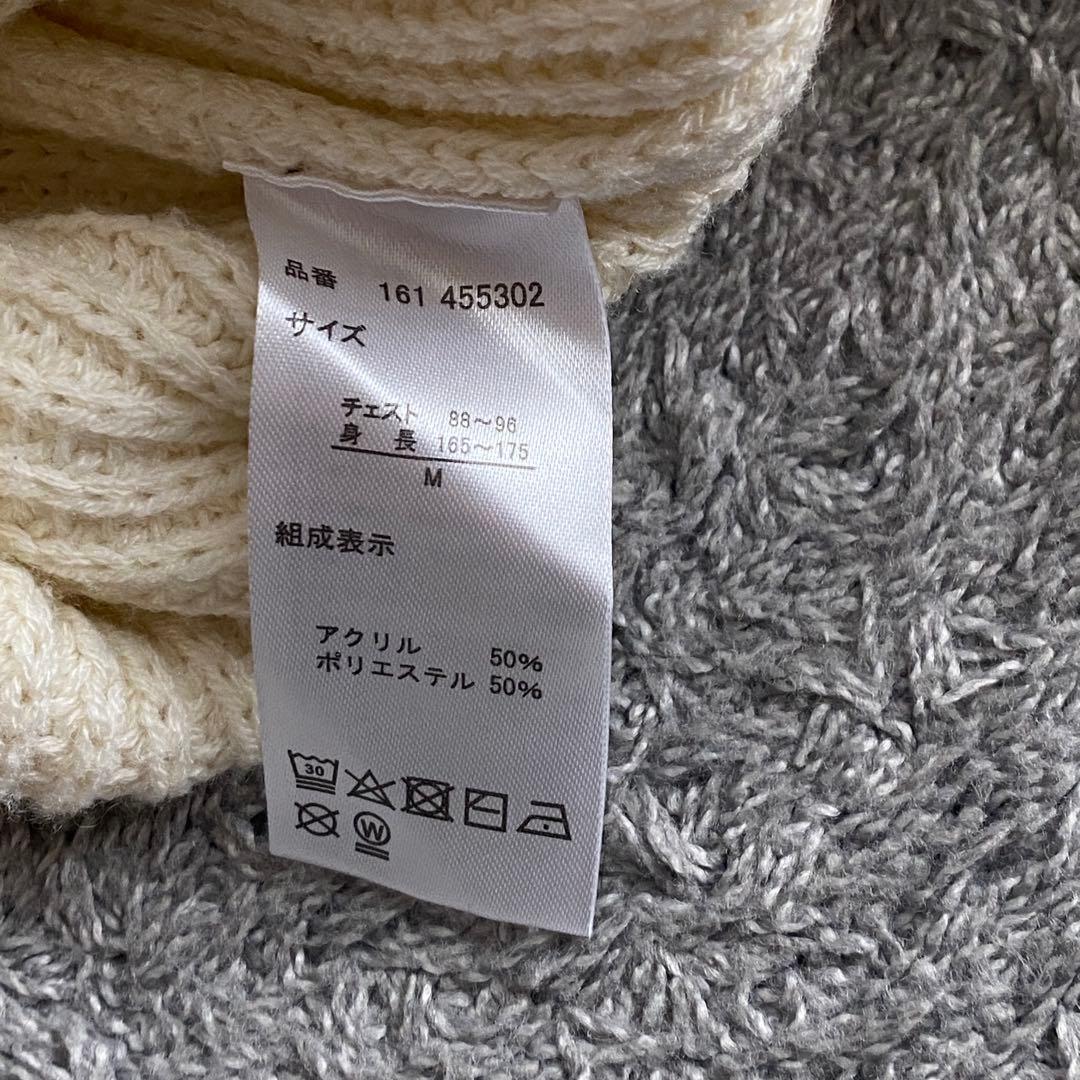 品番 161 455302
サイズ
チェスト 88～96
身長 165～175
M
組成表示
アクリル 50%
ポリエステル 50%
30
W